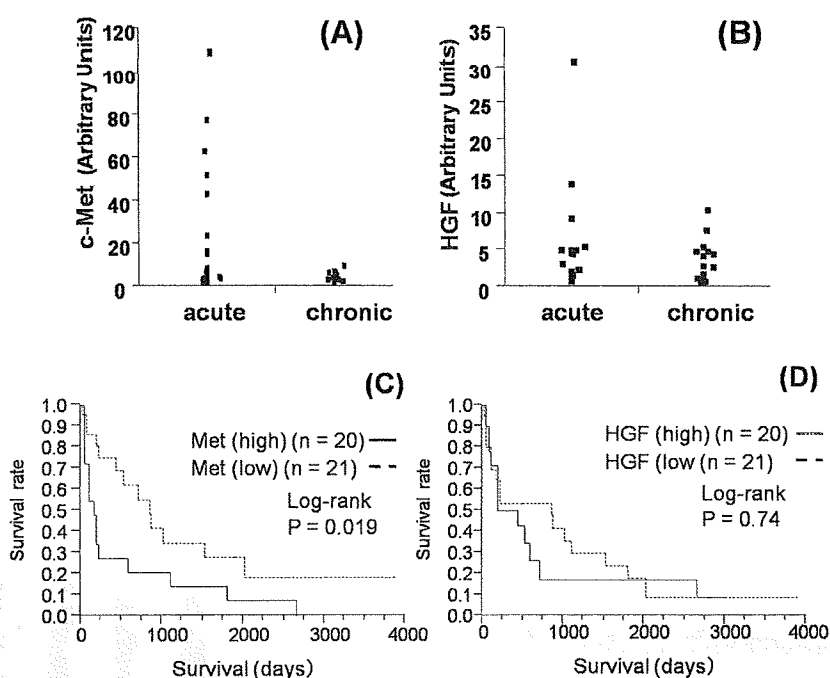 (A)
c-Met (Arbitrary Units)
120
100
80
60
40
20
0
acute
chronic
(B)
HGF (Arbitrary Units)
35
30
25
20
15
10
5
0
acute
chronic
(C)
Survival rate
1.0
0.9
0.8
0.7
0.6
0.5
0.4
0.3
0.2
0.1
0.0
Met (high) (n = 20)
Met (low) (n = 21)
Log-rank
P = 0.019
0 1000 2000 3000 4000
Survival (days)
(D)
Survival rate
1.0
0.9
0.8
0.7
0.6
0.5
0.4
0.3
0.2
0.1
0.0
HGF (high) (n = 20)
HGF (low (n = 21)
Log-rank
P = 0.74
0 1000 2000 3000 4000
Survival (days)